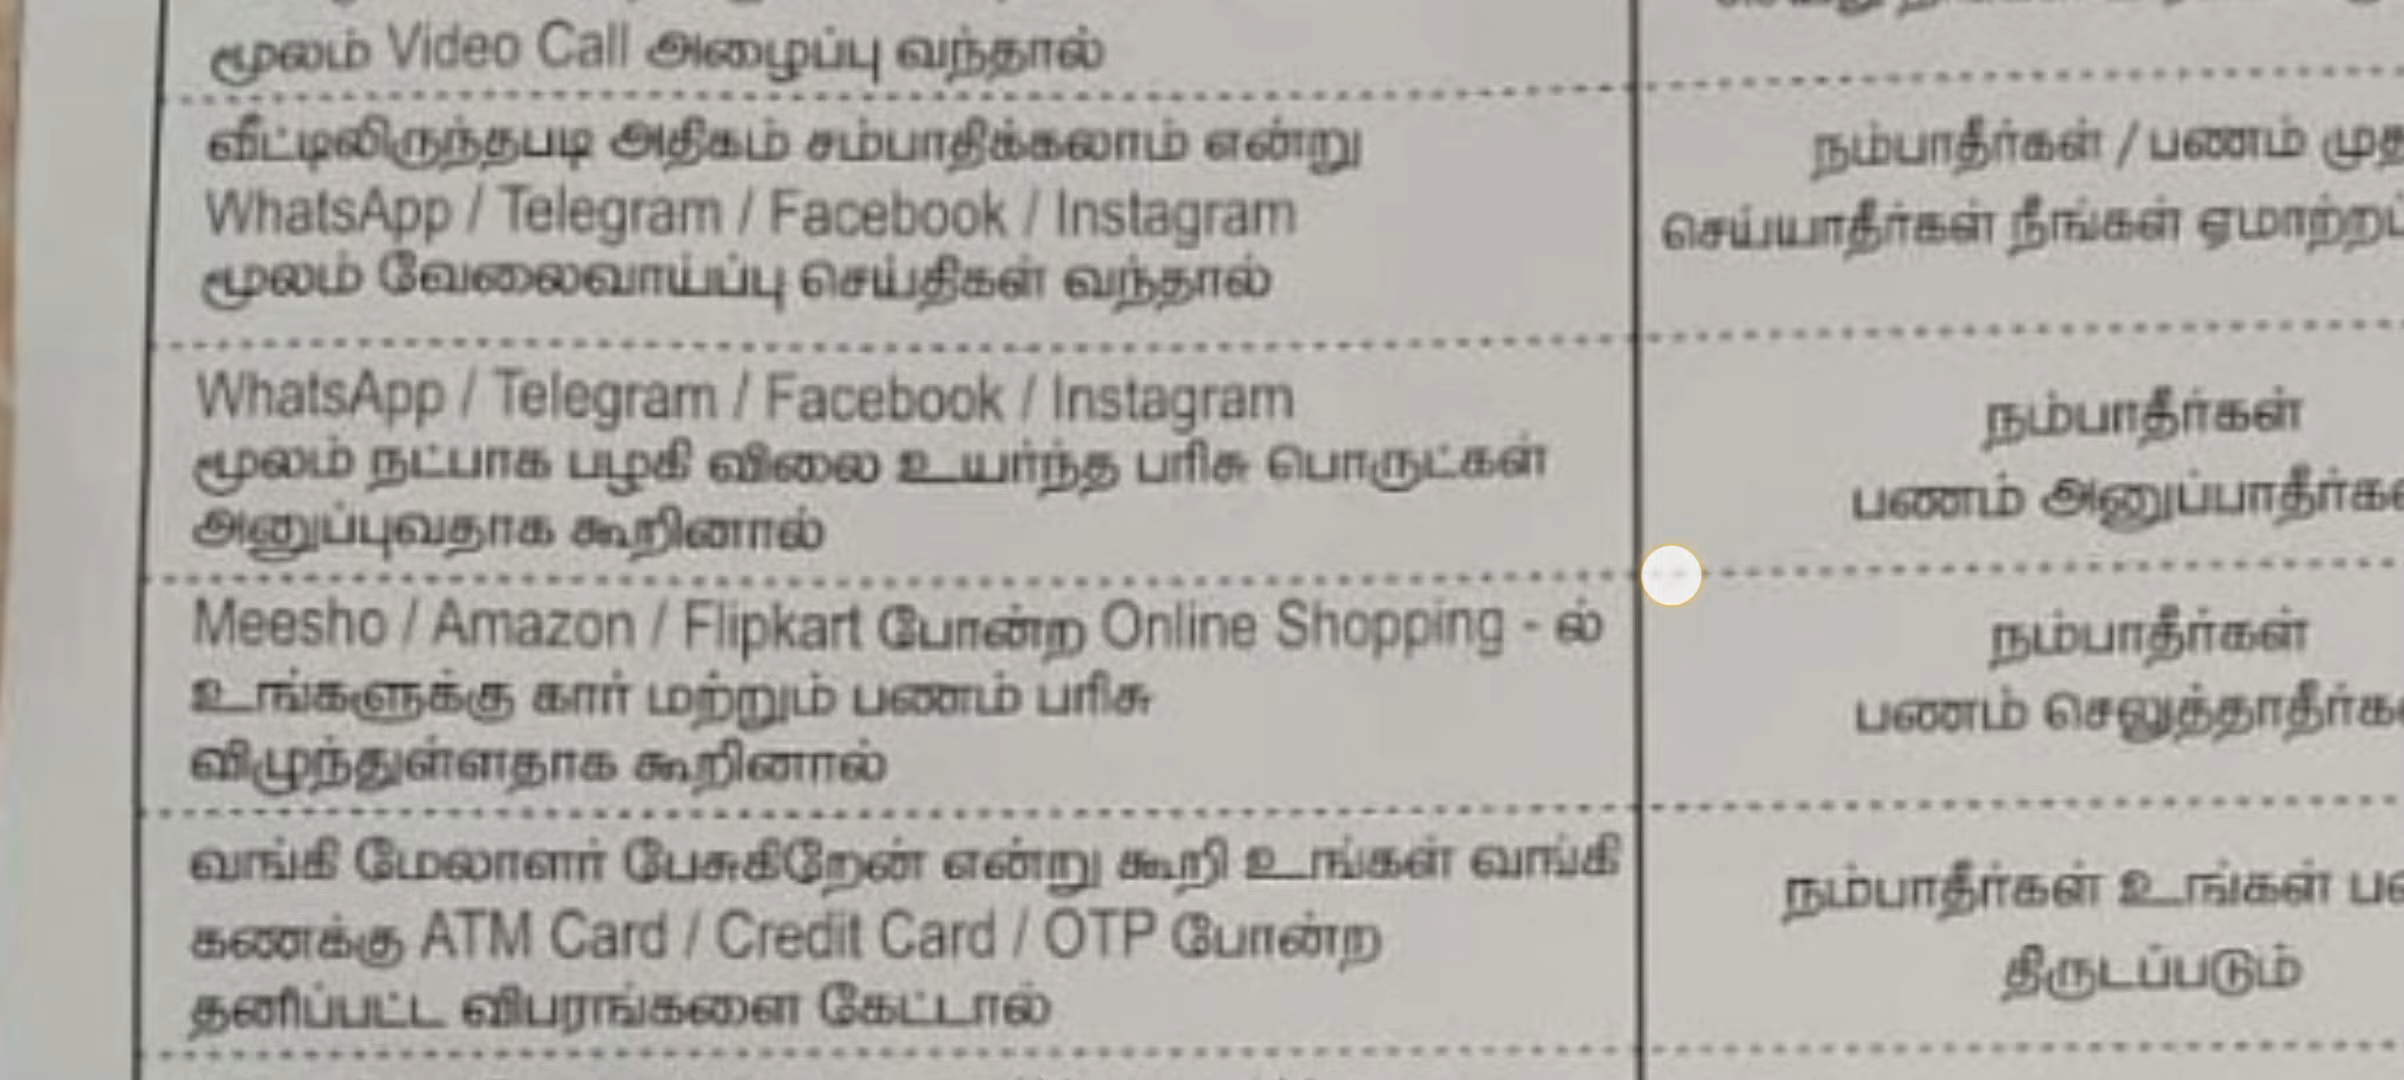 மூலம் Video Call அழைப்பு வந்தால்
வீட்டிலிருந்தபடி அதிகம் சம்பாதிக்கலாம் என்று
WhatsApp / Telegram / Facebook / Instagram
மூலம் வேலைவாய்ப்பு செய்திகள் வந்தால்
நம்பாதீர்கள் / பணம்
செய்யாதீர்கள் நீங்கள்
WhatsApp / Telegram / Facebook / Instagram
மூலம் நட்பாக பழகி விலை உயர்ந்த பரிசு பொருட்கள்
அனுப்புவதாக கூறினால்
நம்பாதீர்கள்
பணம்
Meesho / Amazon / Flipkart போன்ற Online Shopping - ல்
உங்களுக்கு கார் மற்றும் பணம் பரிசு
விழுந்துள்ளதாக கூறினால்
நம்பாதீர்கள்
பணம்
வங்கி மேலாளர் பேசுகிறேன் என்று கூறி உங்கள் வங்கி
கணக்கு ATM Card / Credit Card / OTP போன்ற
தனிப்பட்ட விபரங்களை கேட்டால்
நம்பாதீர்கள் உங்கள்
திருடப்படும்